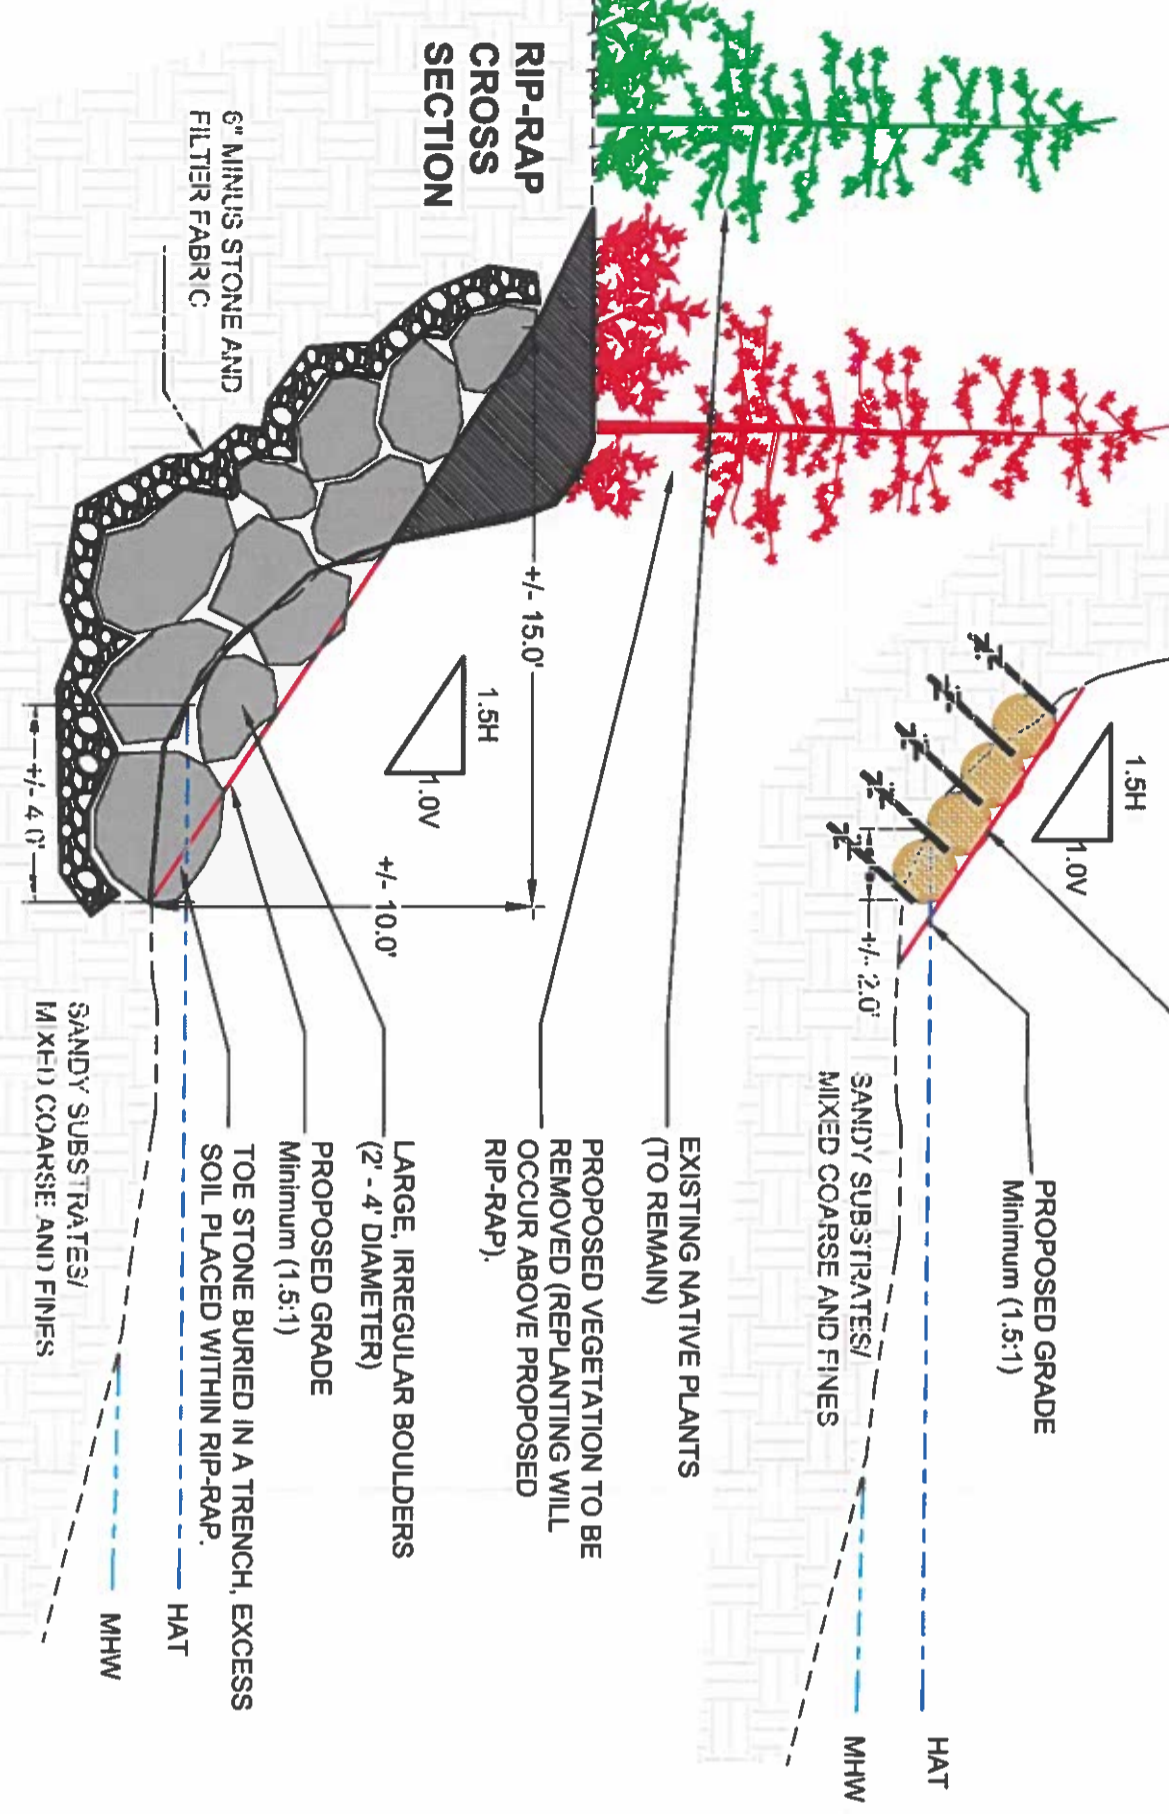 1.5H
1.0V
+/- 2.0'
PROPOSED GRADE
Minimum (1.5:1)
SANDY SUBSTRATES/
MIXED COARSE AND FINES
HAT
MHW
RIP-RAP
CROSS
SECTION
6" MINUS STONE AND
FILTER FABRIC
+/- 15.0'
1.5H
1.0V
+/- 10.0'
+/- 4.0'
EXISTING NATIVE PLANTS
(TO REMAIN)
PROPOSED VEGETATION TO BE
REMOVED (REPLANTING WILL
OCCUR ABOVE PROPOSED
RIP-RAP).
LARGE, IRREGULAR BOULDERS
(2' - 4' DIAMETER)
PROPOSED GRADE
Minimum (1.5:1)
TOE STONE BURIED IN A TRENCH, EXCESS
SOIL PLACED WITHIN RIP-RAP.
SANDY SUBSTRATES/
MIXED COARSE AND FINES
HAT
MHW